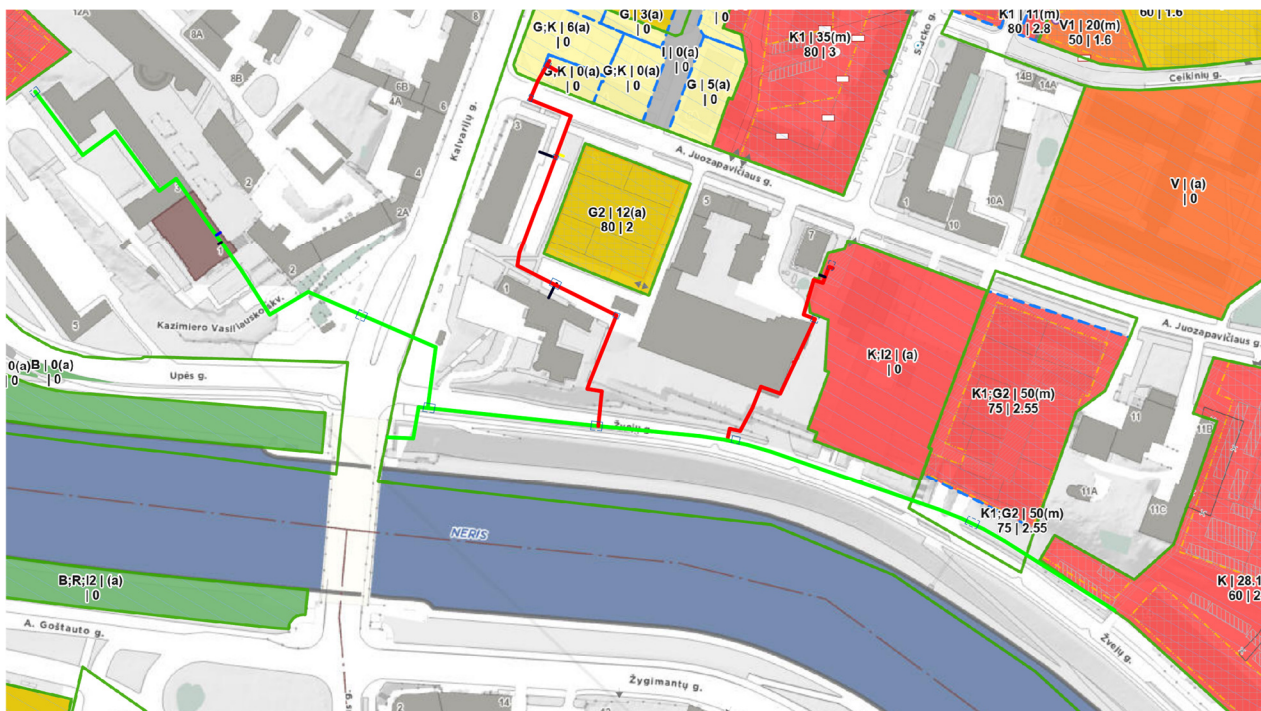 12A
8A
8B
6B
4A
6
8
4
2
2
2A
2
1
5
Kalvarijų g.
G;K | 6(a)
| 0
G | 3(a)
| 0
| 0
G;K | 0(a)
| 0
G;K | 0(a)
| 0
I | 0(a)
| 0
G | 5(a)
| 0
K1 | 35(m)
80 | 3
K1 | 11(m)
80 | 2.8
V1 | 20(m)
50 | 1.6
60 | 1.6
Ceikinių g.
14B
14A
3
A. Juozapavičiaus g.
G2 | 12(a)
80 | 2
5
7
1
10
10A
V | (a)
| 0
1
Kazimiero Vasiliausko skv.
Upės g.
0(a)
| 0
B | 0(a)
| 0
K;I2 | (a)
| 0
A. Juozapavičiaus g.
K1;G2 | 50(m)
75 | 2.55
11
11B
11A
11C
Žvejų g.
K1;G2 | 50(m)
75 | 2.55
NERIS
K | 28.1
60 | 2
B;R;I2 | (a)
| 0
A. Goštauto g.
Žygimantų g.
Žvejų g.
2
14